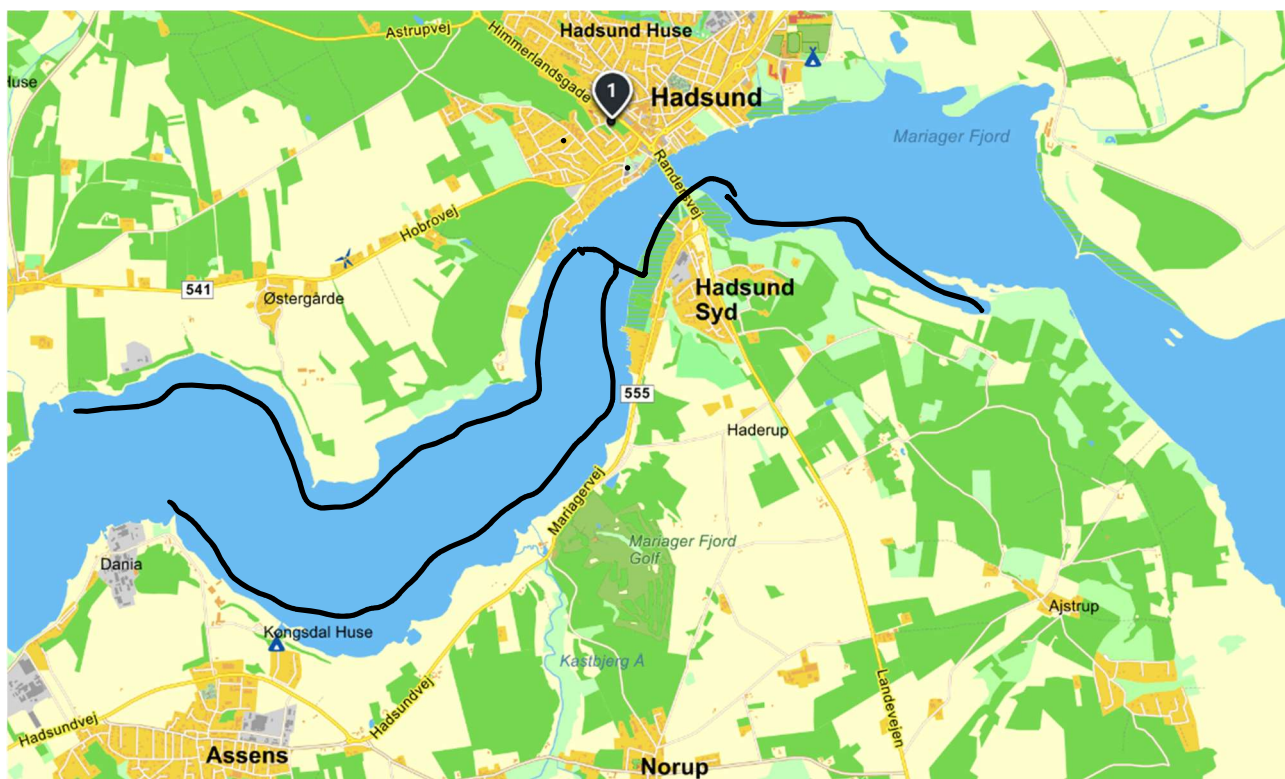 Astrupvej
Himmerlandsgade
Hadsund Huse
Huse
1
Hadsund
Mariager Fjord
Randersvej
Hobrovej
541
Østergårde
Hadsund
Syd
555
Haderup
Mariagervej
Mariager Fjord
Golf
Dania
Ajstrup
Kongsdal Huse
Kastbjerg Å
Hadsundvej
Landevejen
Hadsundvej
Assens
Norup